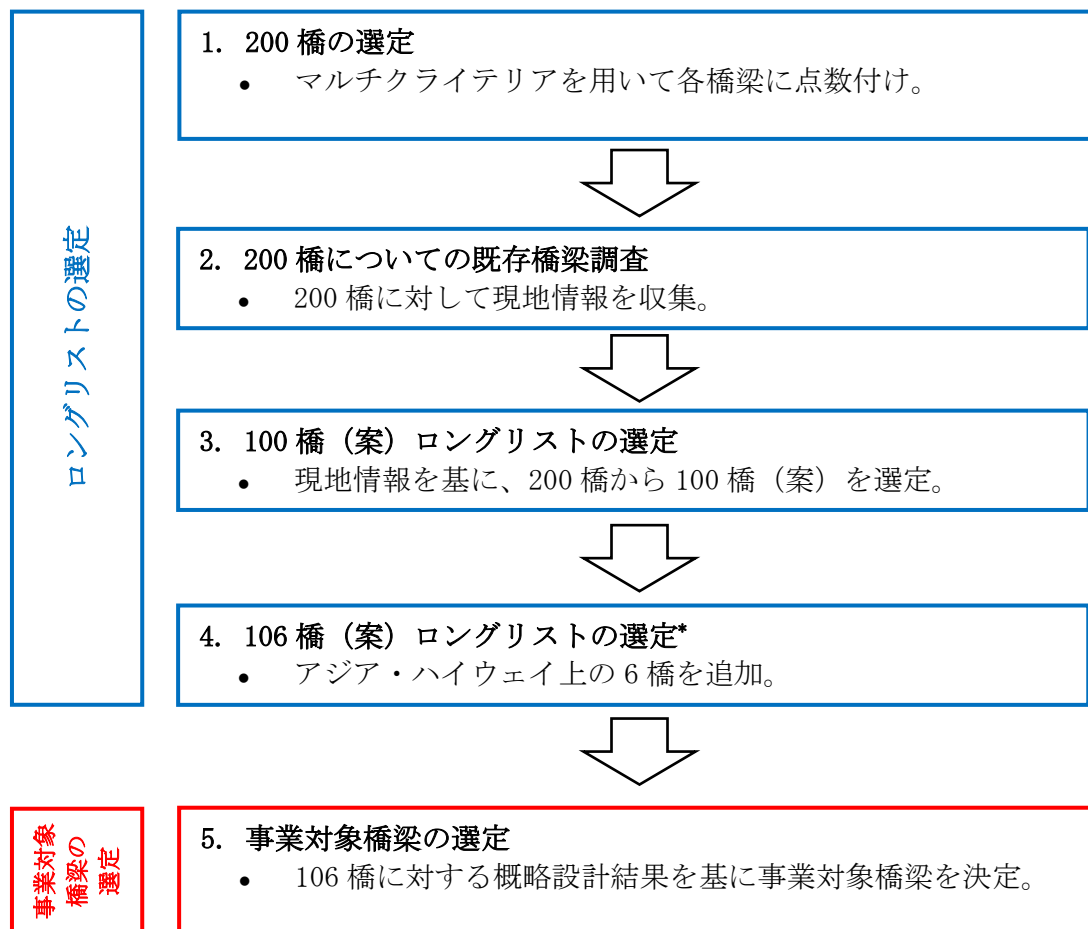 ロングリストの選定
1. 200 橋の選定
● マルチクライテリアを用いて各橋梁に点数付け。
2. 200 橋についての既存橋梁調査
● 200 橋に対して現地情報を収集。
3. 100 橋（案）ロングリストの選定
● 現地情報を基に、200 橋から 100 橋（案）を選定。
4. 106 橋（案）ロングリストの選定*
● アジア・ハイウェイ上の 6 橋を追加。
事業対象
橋梁の
選定
5. 事業対象橋梁の選定
● 106 橋に対する概略設計結果を基に事業対象橋梁を決定。